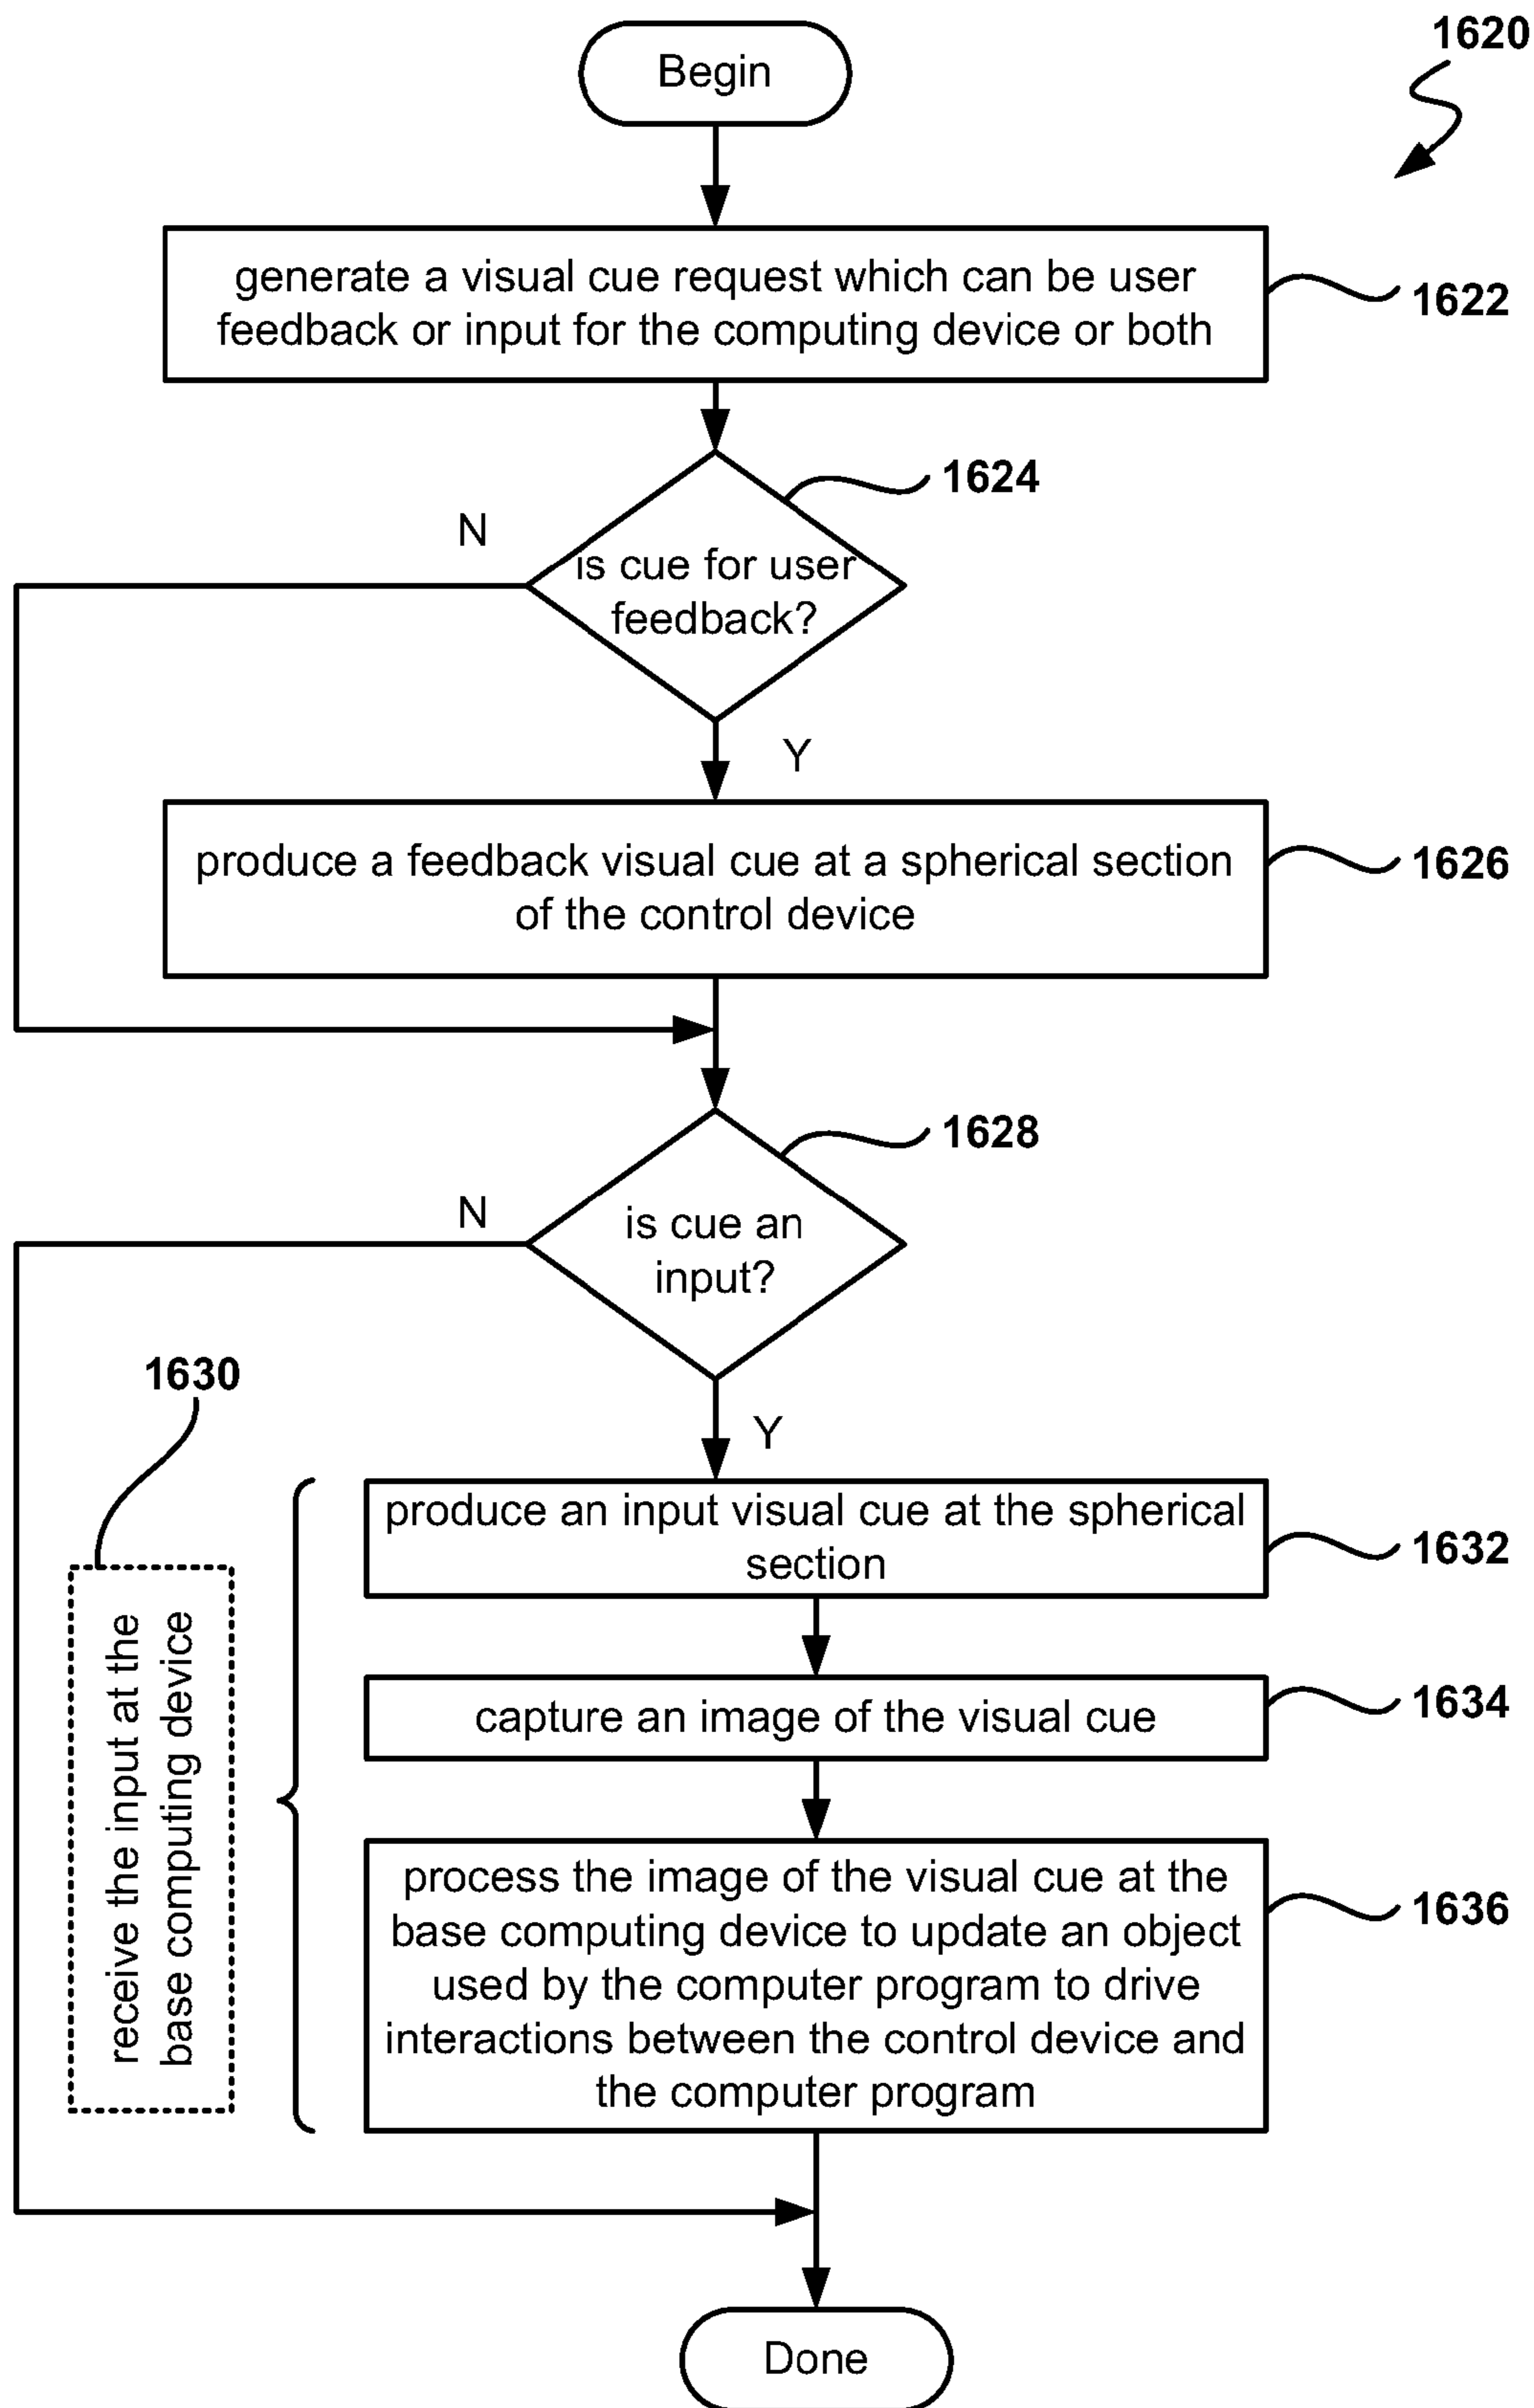 Begin
1620
generate a visual cue request which can be user
feedback or input for the computing device or both
1622
1624
N
is cue for user
feedback?
Y
produce a feedback visual cue at a spherical section
of the control device
1626
1628
N
is cue an
input?
1630
Y
produce an input visual cue at the spherical
section
1632
receive the input at the
base computing device
capture an image of the visual cue
1634
process the image of the visual cue at the
base computing device to update an object
used by the computer program to drive
interactions between the control device and
the computer program
1636
Done